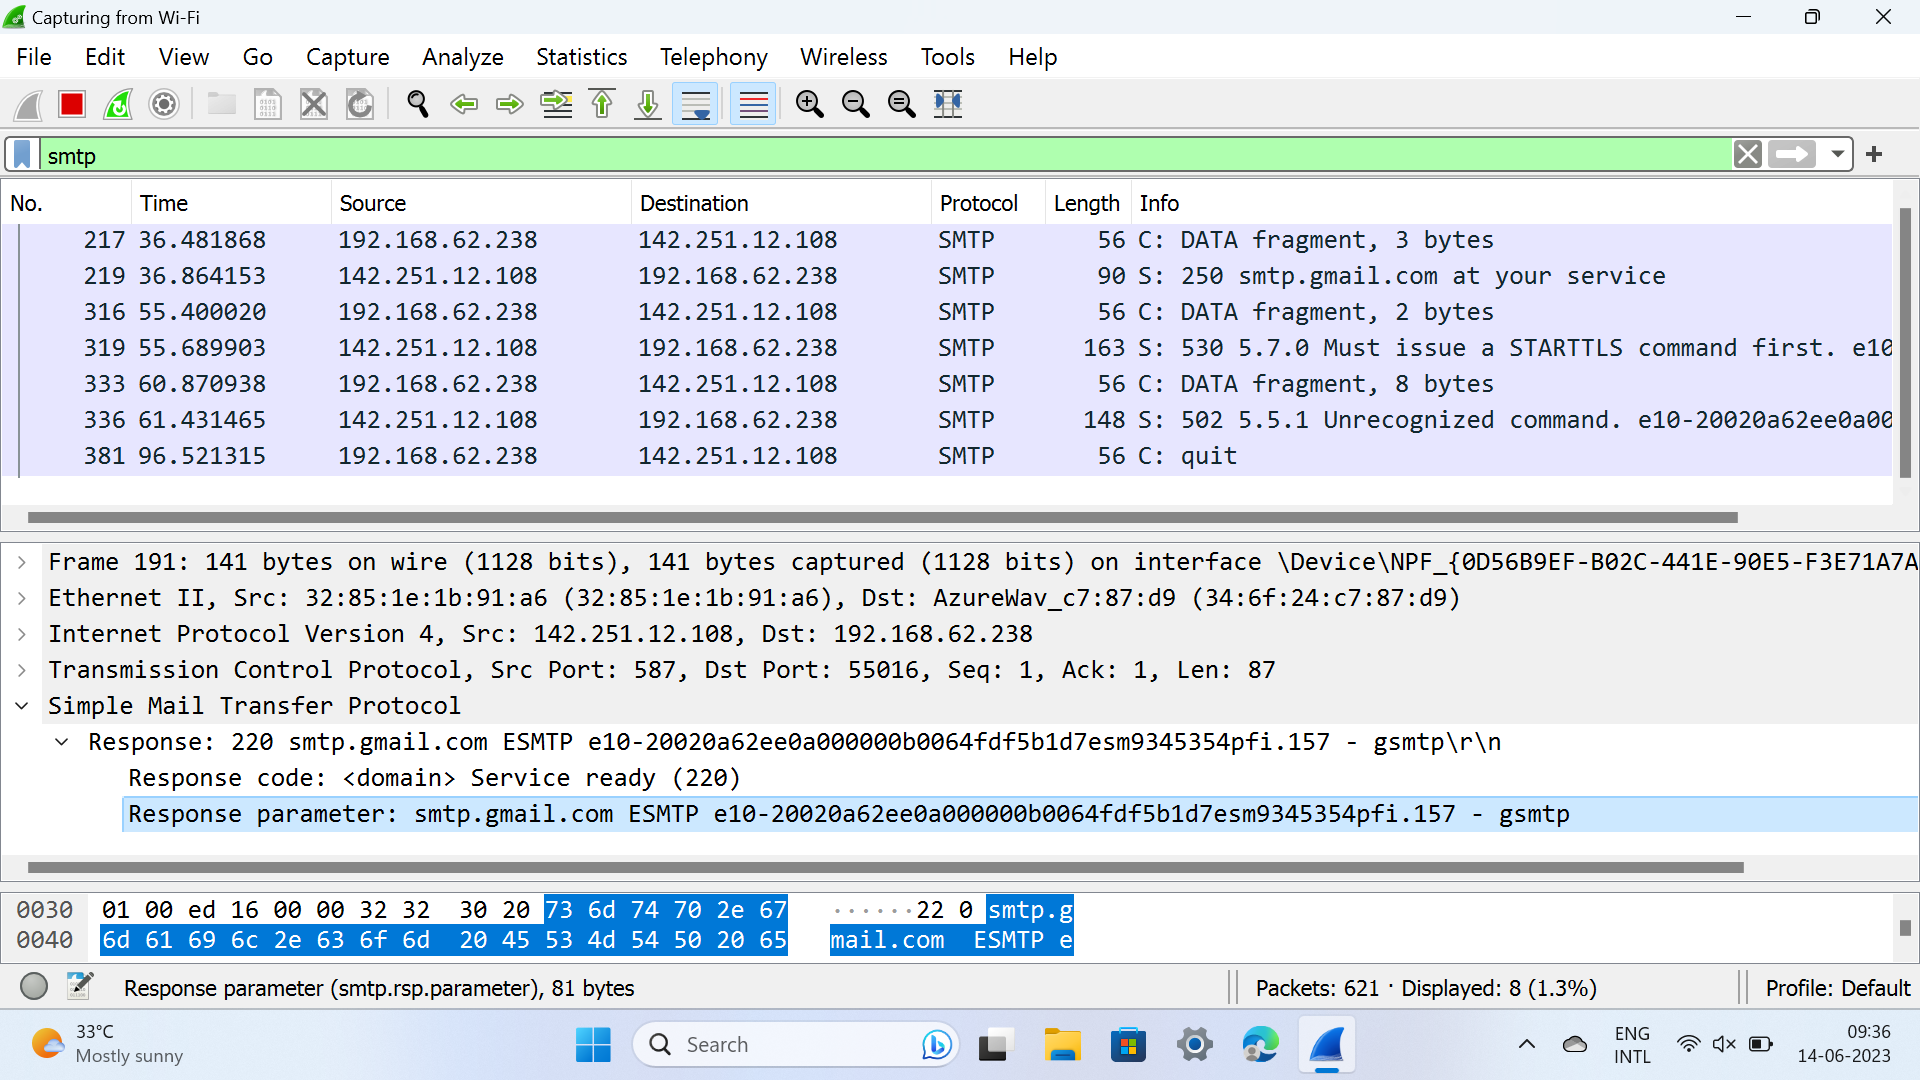 Capturing from Wi-Fi
File Edit View Go Capture Analyze Statistics Telephony Wireless Tools Help
smtp
No. Time Source Destination Protocol Length Info
217 36.481868 192.168.62.238 142.251.12.108 SMTP 56 C: DATA fragment, 3 bytes
219 36.864153 142.251.12.108 192.168.62.238 SMTP 90 S: 250 smtp.gmail.com at your service
316 55.400020 192.168.62.238 142.251.12.108 SMTP 56 C: DATA fragment, 2 bytes
319 55.689903 142.251.12.108 192.168.62.238 SMTP 163 S: 530 5.7.0 Must issue a STARTTLS command first. e10
333 60.870938 192.168.62.238 142.251.12.108 SMTP 56 C: DATA fragment, 8 bytes
336 61.431465 142.251.12.108 192.168.62.238 SMTP 148 S: 502 5.5.1 Unrecognized command. e10-20020a62ee0a00
381 96.521315 192.168.62.238 142.251.12.108 SMTP 56 C: quit
Frame 191: 141 bytes on wire (1128 bits), 141 bytes captured (1128 bits) on interface \Device\NPF_{0D56B9EF-B02C-441E-90E5-F3E71A7A
Ethernet II, Src: 32:85:1e:1b:91:a6 (32:85:1e:1b:91:a6), Dst: AzureWav_c7:87:d9 (34:6f:24:c7:87:d9)
Internet Protocol Version 4, Src: 142.251.12.108, Dst: 192.168.62.238
Transmission Control Protocol, Src Port: 587, Dst Port: 55016, Seq: 1, Ack: 1, Len: 87
Simple Mail Transfer Protocol
Response: 220 smtp.gmail.com ESMTP e10-20020a62ee0a000000b0064fdf5b1d7esm9345354pfi.157 - gsmtp\r\n
Response code: <domain> Service ready (220)
Response parameter: smtp.gmail.com ESMTP e10-20020a62ee0a000000b0064fdf5b1d7esm9345354pfi.157 - gsmtp
0030 01 00 ed 16 00 00 32 32 30 20 73 6d 74 70 2e 67 ······22 0 smtp.g
0040 6d 61 69 6c 2e 63 6f 6d 20 45 53 4d 54 50 20 65 mail.com ESMTP e
Response parameter (smtp.rsp.parameter), 81 bytes Packets: 621 · Displayed: 8 (1.3%) Profile: Default
33°C
Mostly sunny
Search
ENG
INTL
09:36
14-06-2023